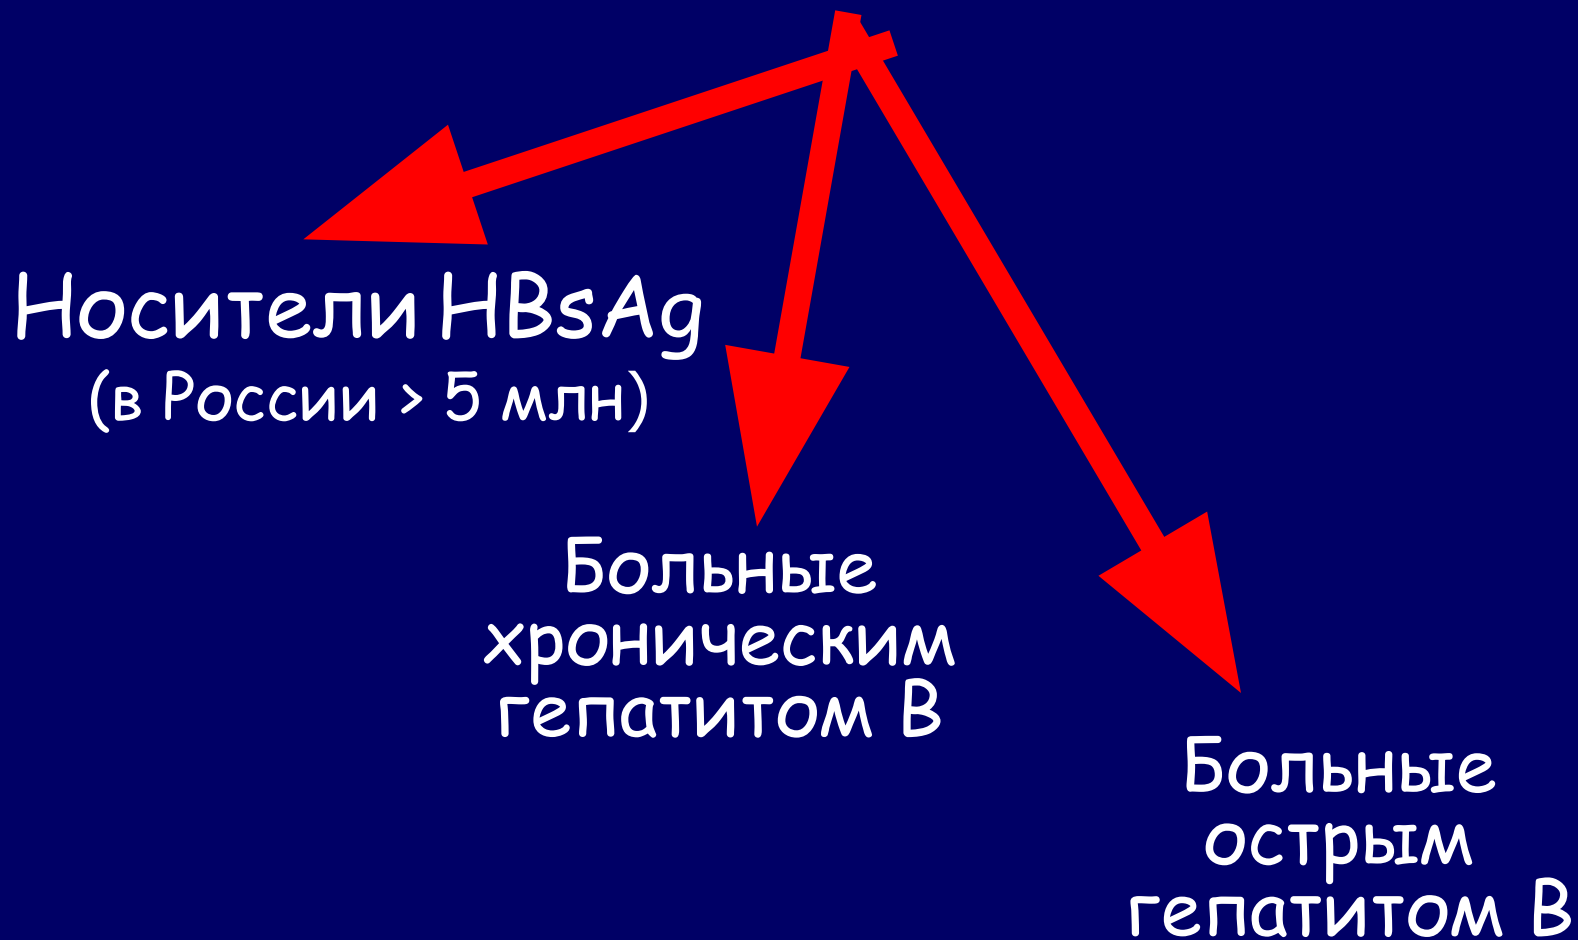 Носители HBsAg
(в России > 5 млн)
Больные
хроническим
гепатитом В
Больные
острым
гепатитом В